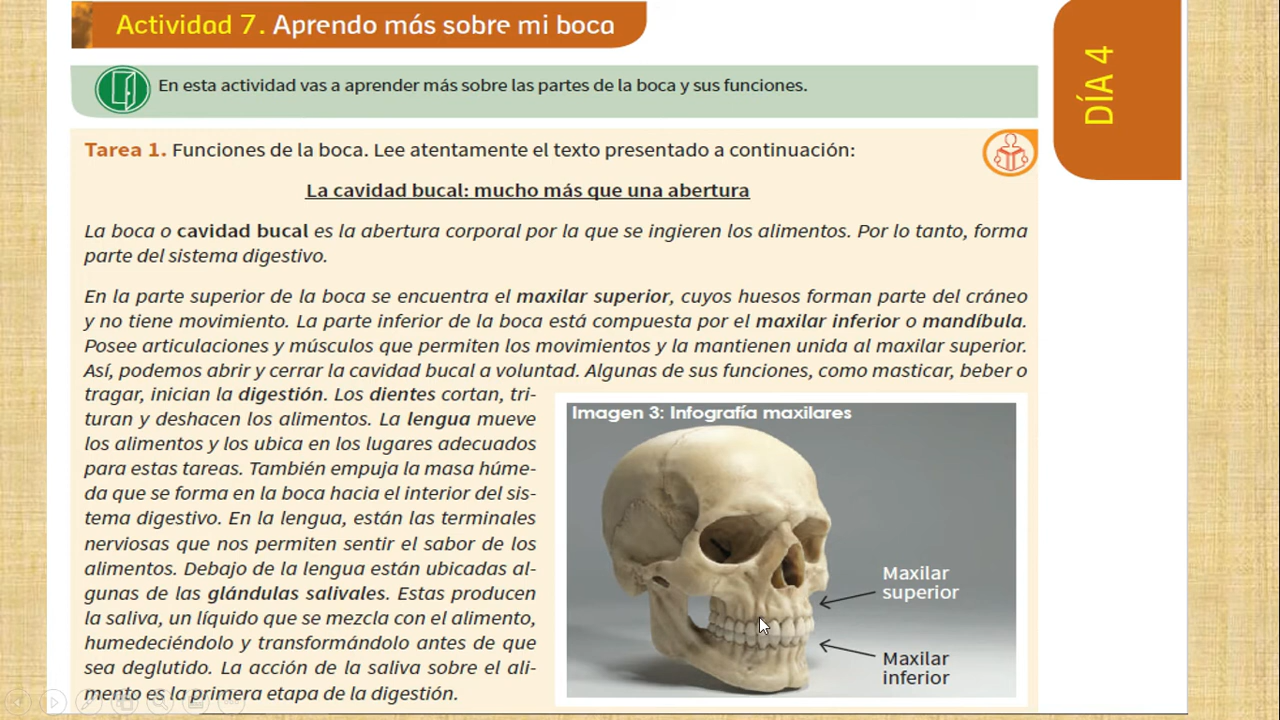 Actividad 7. Aprendo más sobre mi boca
DÍA 4
En esta actividad vas a aprender más sobre las partes de la boca y sus funciones.
Tarea 1. Funciones de la boca. Lee atentamente el texto presentado a continuación:
La cavidad bucal: mucho más que una abertura
La boca o cavidad bucal es la abertura corporal por la que se ingieren los alimentos. Por lo tanto, forma
parte del sistema digestivo.
En la parte superior de la boca se encuentra el maxilar superior, cuyos huesos forman parte del cráneo
y no tiene movimiento. La parte inferior de la boca está compuesta por el maxilar inferior o mandíbula.
Posee articulaciones y músculos que permiten los movimientos y la mantienen unida al maxilar superior.
Así, podemos abrir y cerrar la cavidad bucal a voluntad. Algunas de sus funciones, como masticar, beber o
tragar, inician la digestión. Los dientes cortan, tri-
turan y deshacen los alimentos. La lengua mueve
los alimentos y los ubica en los lugares adecuados
para estas tareas. También empuja la masa húme-
da que se forma en la boca hacia el interior del sis-
tema digestivo. En la lengua, están las terminales
nerviosas que nos permiten sentir el sabor de los
alimentos. Debajo de la lengua están ubicadas al-
gunas de las glándulas salivales. Estas producen
la saliva, un líquido que se mezcla con el alimento,
humedeciéndolo y transformándolo antes de que
sea deglutido. La acción de la saliva sobre el ali-
mento es la primera etapa de la digestión.
Imagen 3: Infografía maxilares
Maxilar
superior
Maxilar
inferior